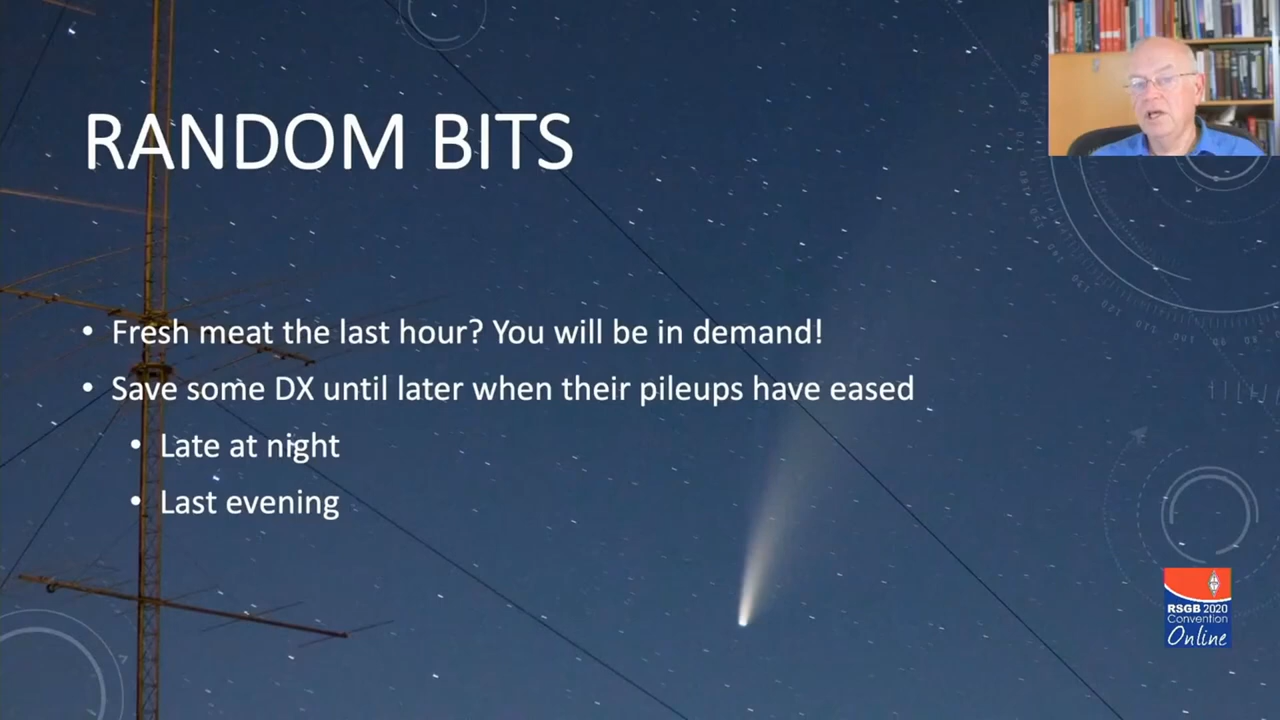 RANDOM BITS
• Fresh meat the last hour? You will be in demand!
• Save some DX until later when their pileups have eased
• Late at night
• Last evening
RSGB 2020
Convention
Online